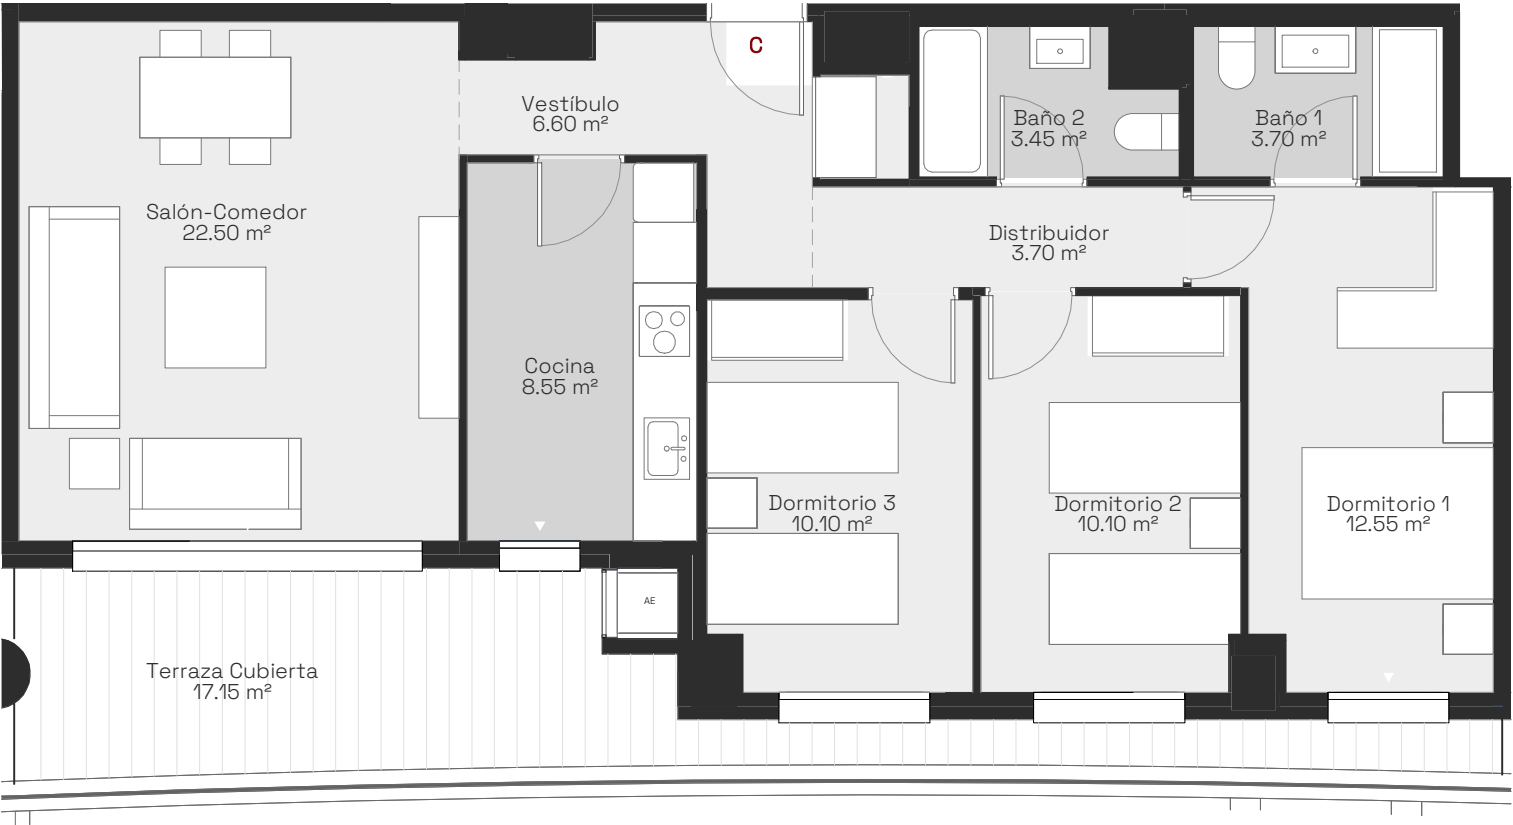 C
Vestíbulo
6.60 m²
Baño 2
3.45 m²
Baño 1
3.70 m²
Salón-Comedor
22.50 m²
Distribuidor
3.70 m²
Cocina
8.55 m²
Dormitorio 3
10.10 m²
Dormitorio 2
10.10 m²
Dormitorio 1
12.55 m²
AE
Terraza Cubierta
17.15 m²